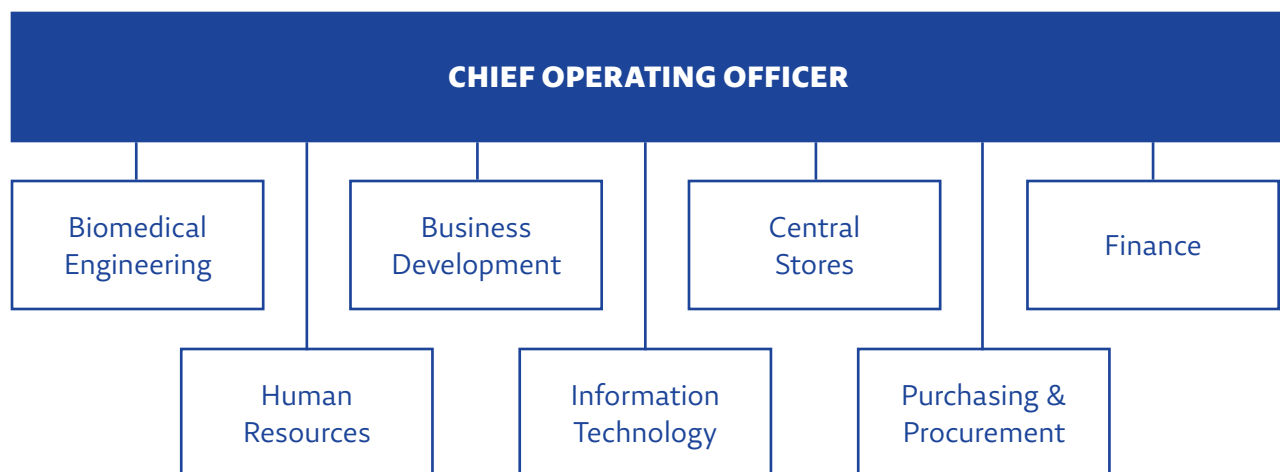 CHIEF OPERATING OFFICER
Biomedical
Engineering
Business
Development
Central
Stores
Finance
Human
Resources
Information
Technology
Purchasing &
Procurement